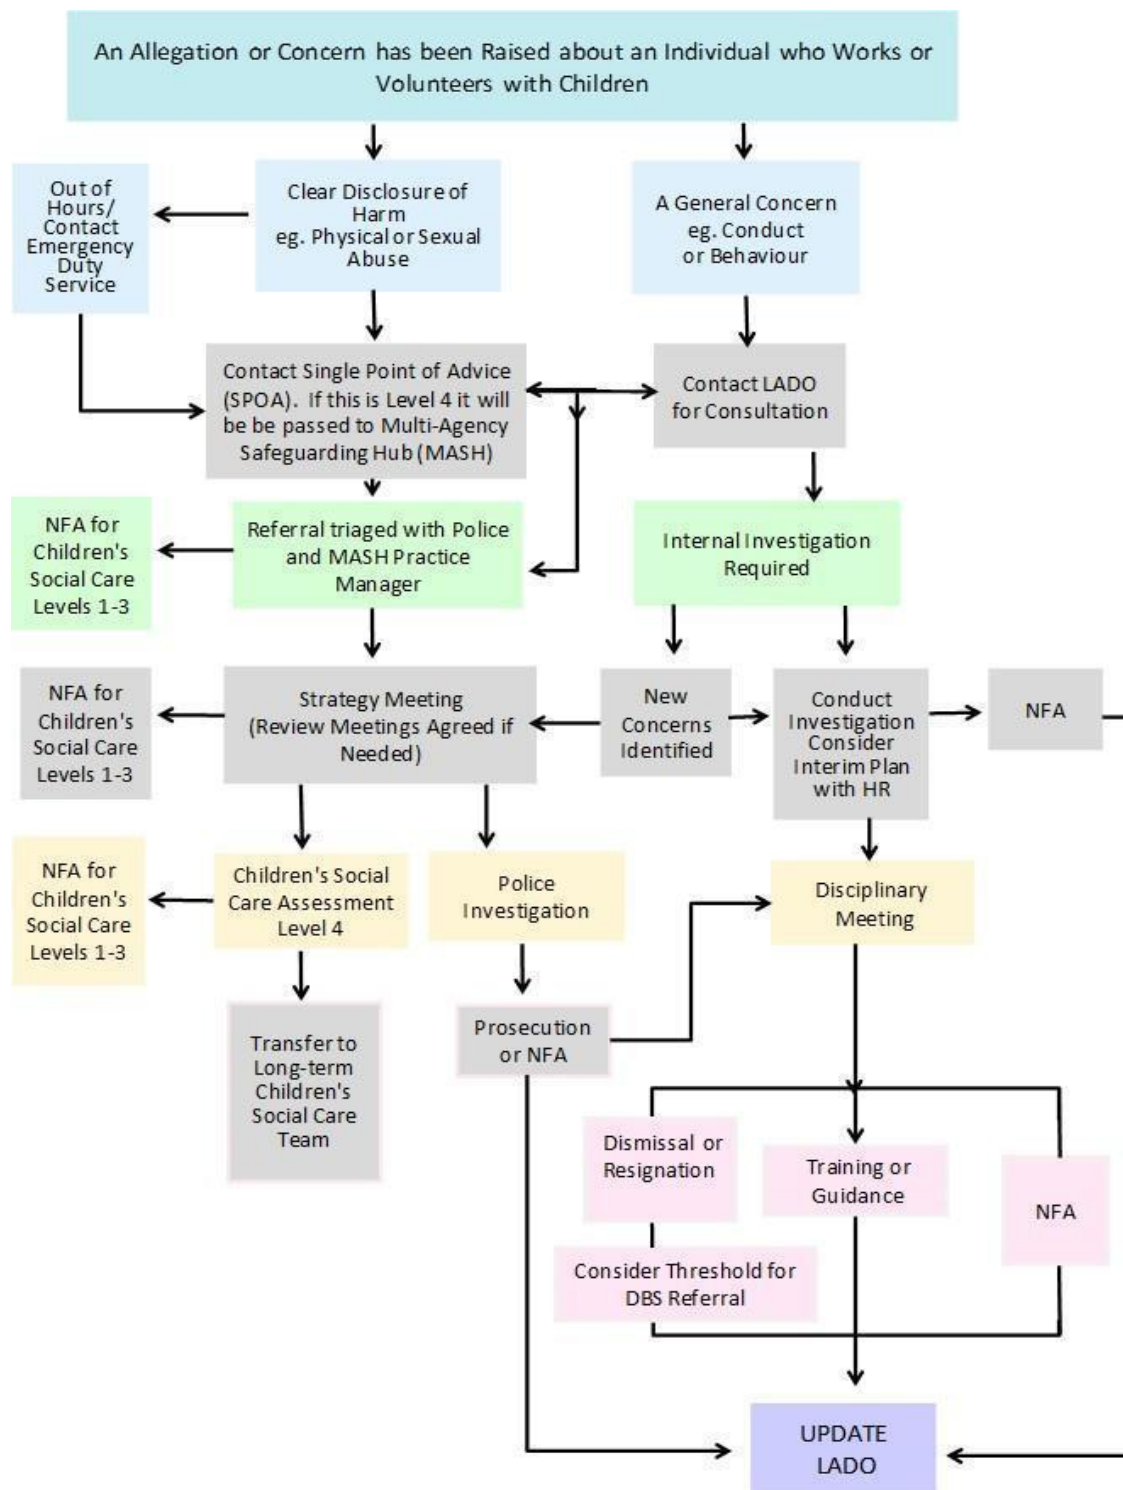 An Allegation or Concern has been Raised about an Individual who Works or
Volunteers with Children
Out of
Hours/
Contact
Emergency
Duty
Service
Clear Disclosure of
Harm
eg. Physical or Sexual
Abuse
A General Concern
eg. Conduct
or Behaviour
Contact Single Point of Advice
(SPOA). If this is Level 4 it will
be be passed to Multi-Agency
Safeguarding Hub (MASH)
Contact LADO
for Consultation
NFA for
Children's
Social Care
Levels 1-3
Referral triaged with Police
and MASH Practice
Manager
Internal Investigation
Required
NFA for
Children's
Social Care
Levels 1-3
Strategy Meeting
(Review Meetings Agreed if
Needed)
New
Concerns
Identified
Conduct
Investigation
Consider
Interim Plan
with HR
NFA
NFA for
Children's
Social Care
Levels 1-3
Children's Social
Care Assessment
Level 4
Police
Investigation
Disciplinary
Meeting
Transfer to
Long-term
Children's
Social Care
Team
Prosecution
or NFA
Dismissal or
Resignation
Training or
Guidance
NFA
Consider Threshold for
DBS Referral
UPDATE
LADO